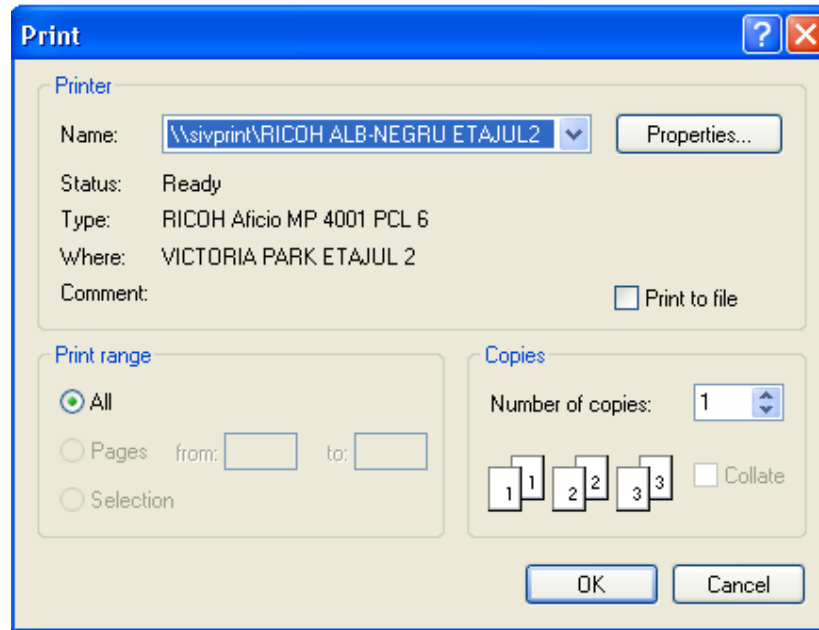 Print
Printer
Name: \\sivprint\RICOH ALB-NEGRU ETAJUL2 Properties...
Status: Ready
Type: RICOH Aficio MP 4001 PCL 6
Where: VICTORIA PARK ETAJUL 2
Comment: Print to file
Print range
All
Pages from: to:
Selection
Copies
Number of copies: 1
1 1 2 2 3 3 Collate
OK Cancel